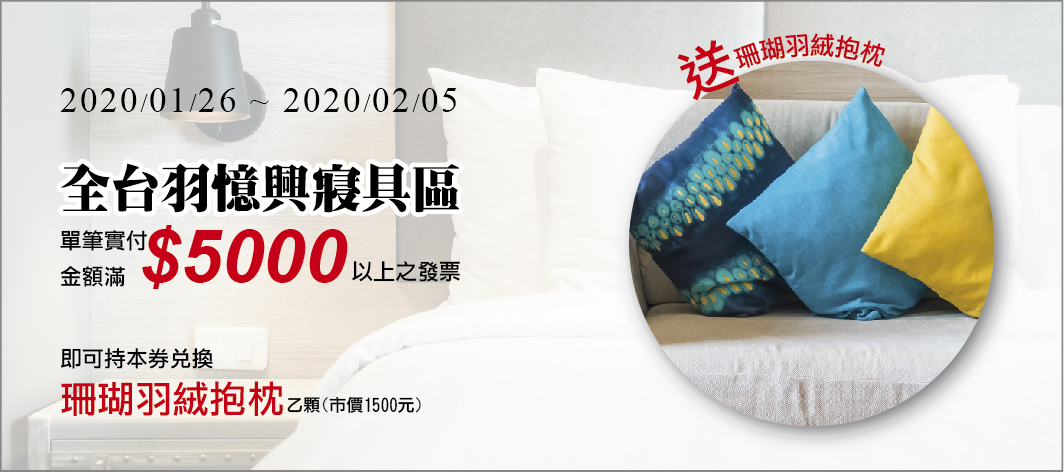 2020/01/26 ~ 2020/02/05
全台羽憶興寢具區
單筆實付
金額滿 $5000 以上之發票
即可持本券兌換
珊瑚羽絨抱枕 乙顆(市價1500元)
送 珊瑚羽絨抱枕